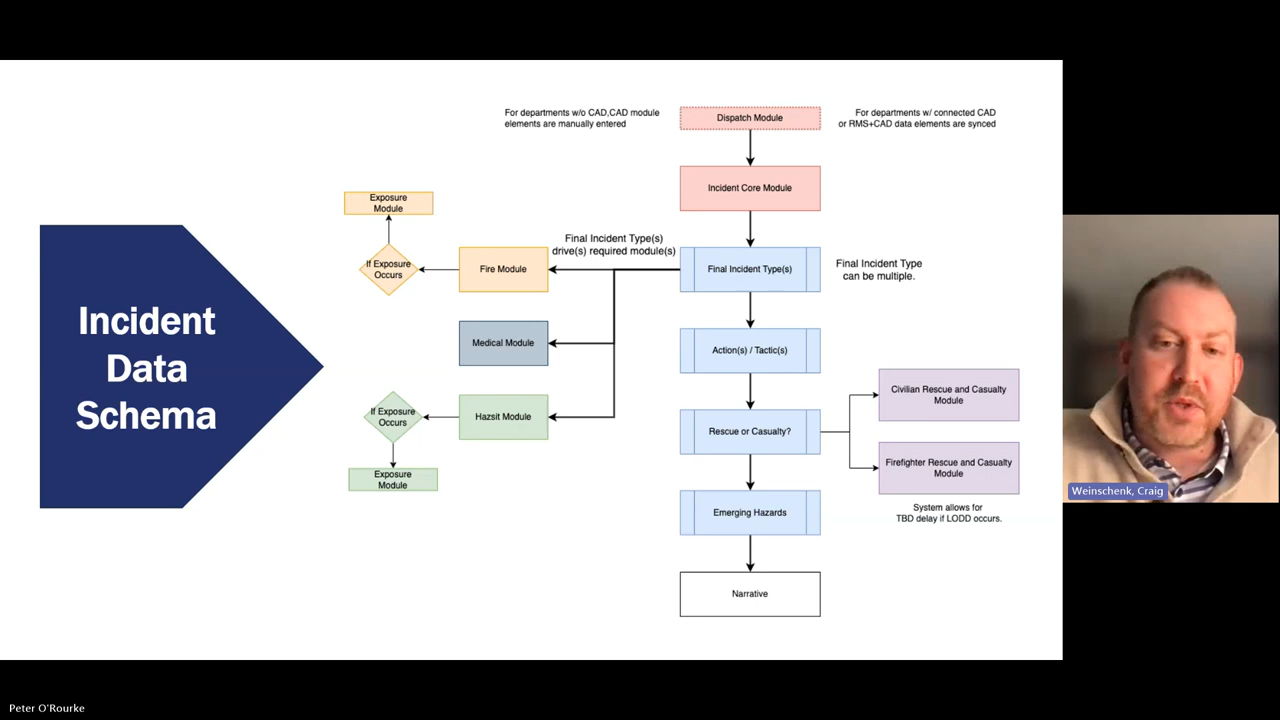 Incident
Data
Schema
For departments w/o CAD,CAD module
elements are manually entered
Dispatch Module
For departments w/ connected CAD
or RMS+CAD data elements are synced
Incident Core Module
Exposure
Module
If Exposure
Occurs
Fire Module
Final Incident Type(s)
drive(s) required module(s)
Final Incident Type(s)
Final Incident Type
can be multiple.
Medical Module
Action(s) / Tactic(s)
If Exposure
Occurs
Hazsit Module
Exposure
Module
Rescue or Casualty?
Civilian Rescue and Casualty
Module
Firefighter Rescue and Casualty
Module
System allows for
TBD delay if LODD occurs.
Emerging Hazards
Narrative
Weinschenk, Craig
Peter O'Rourke